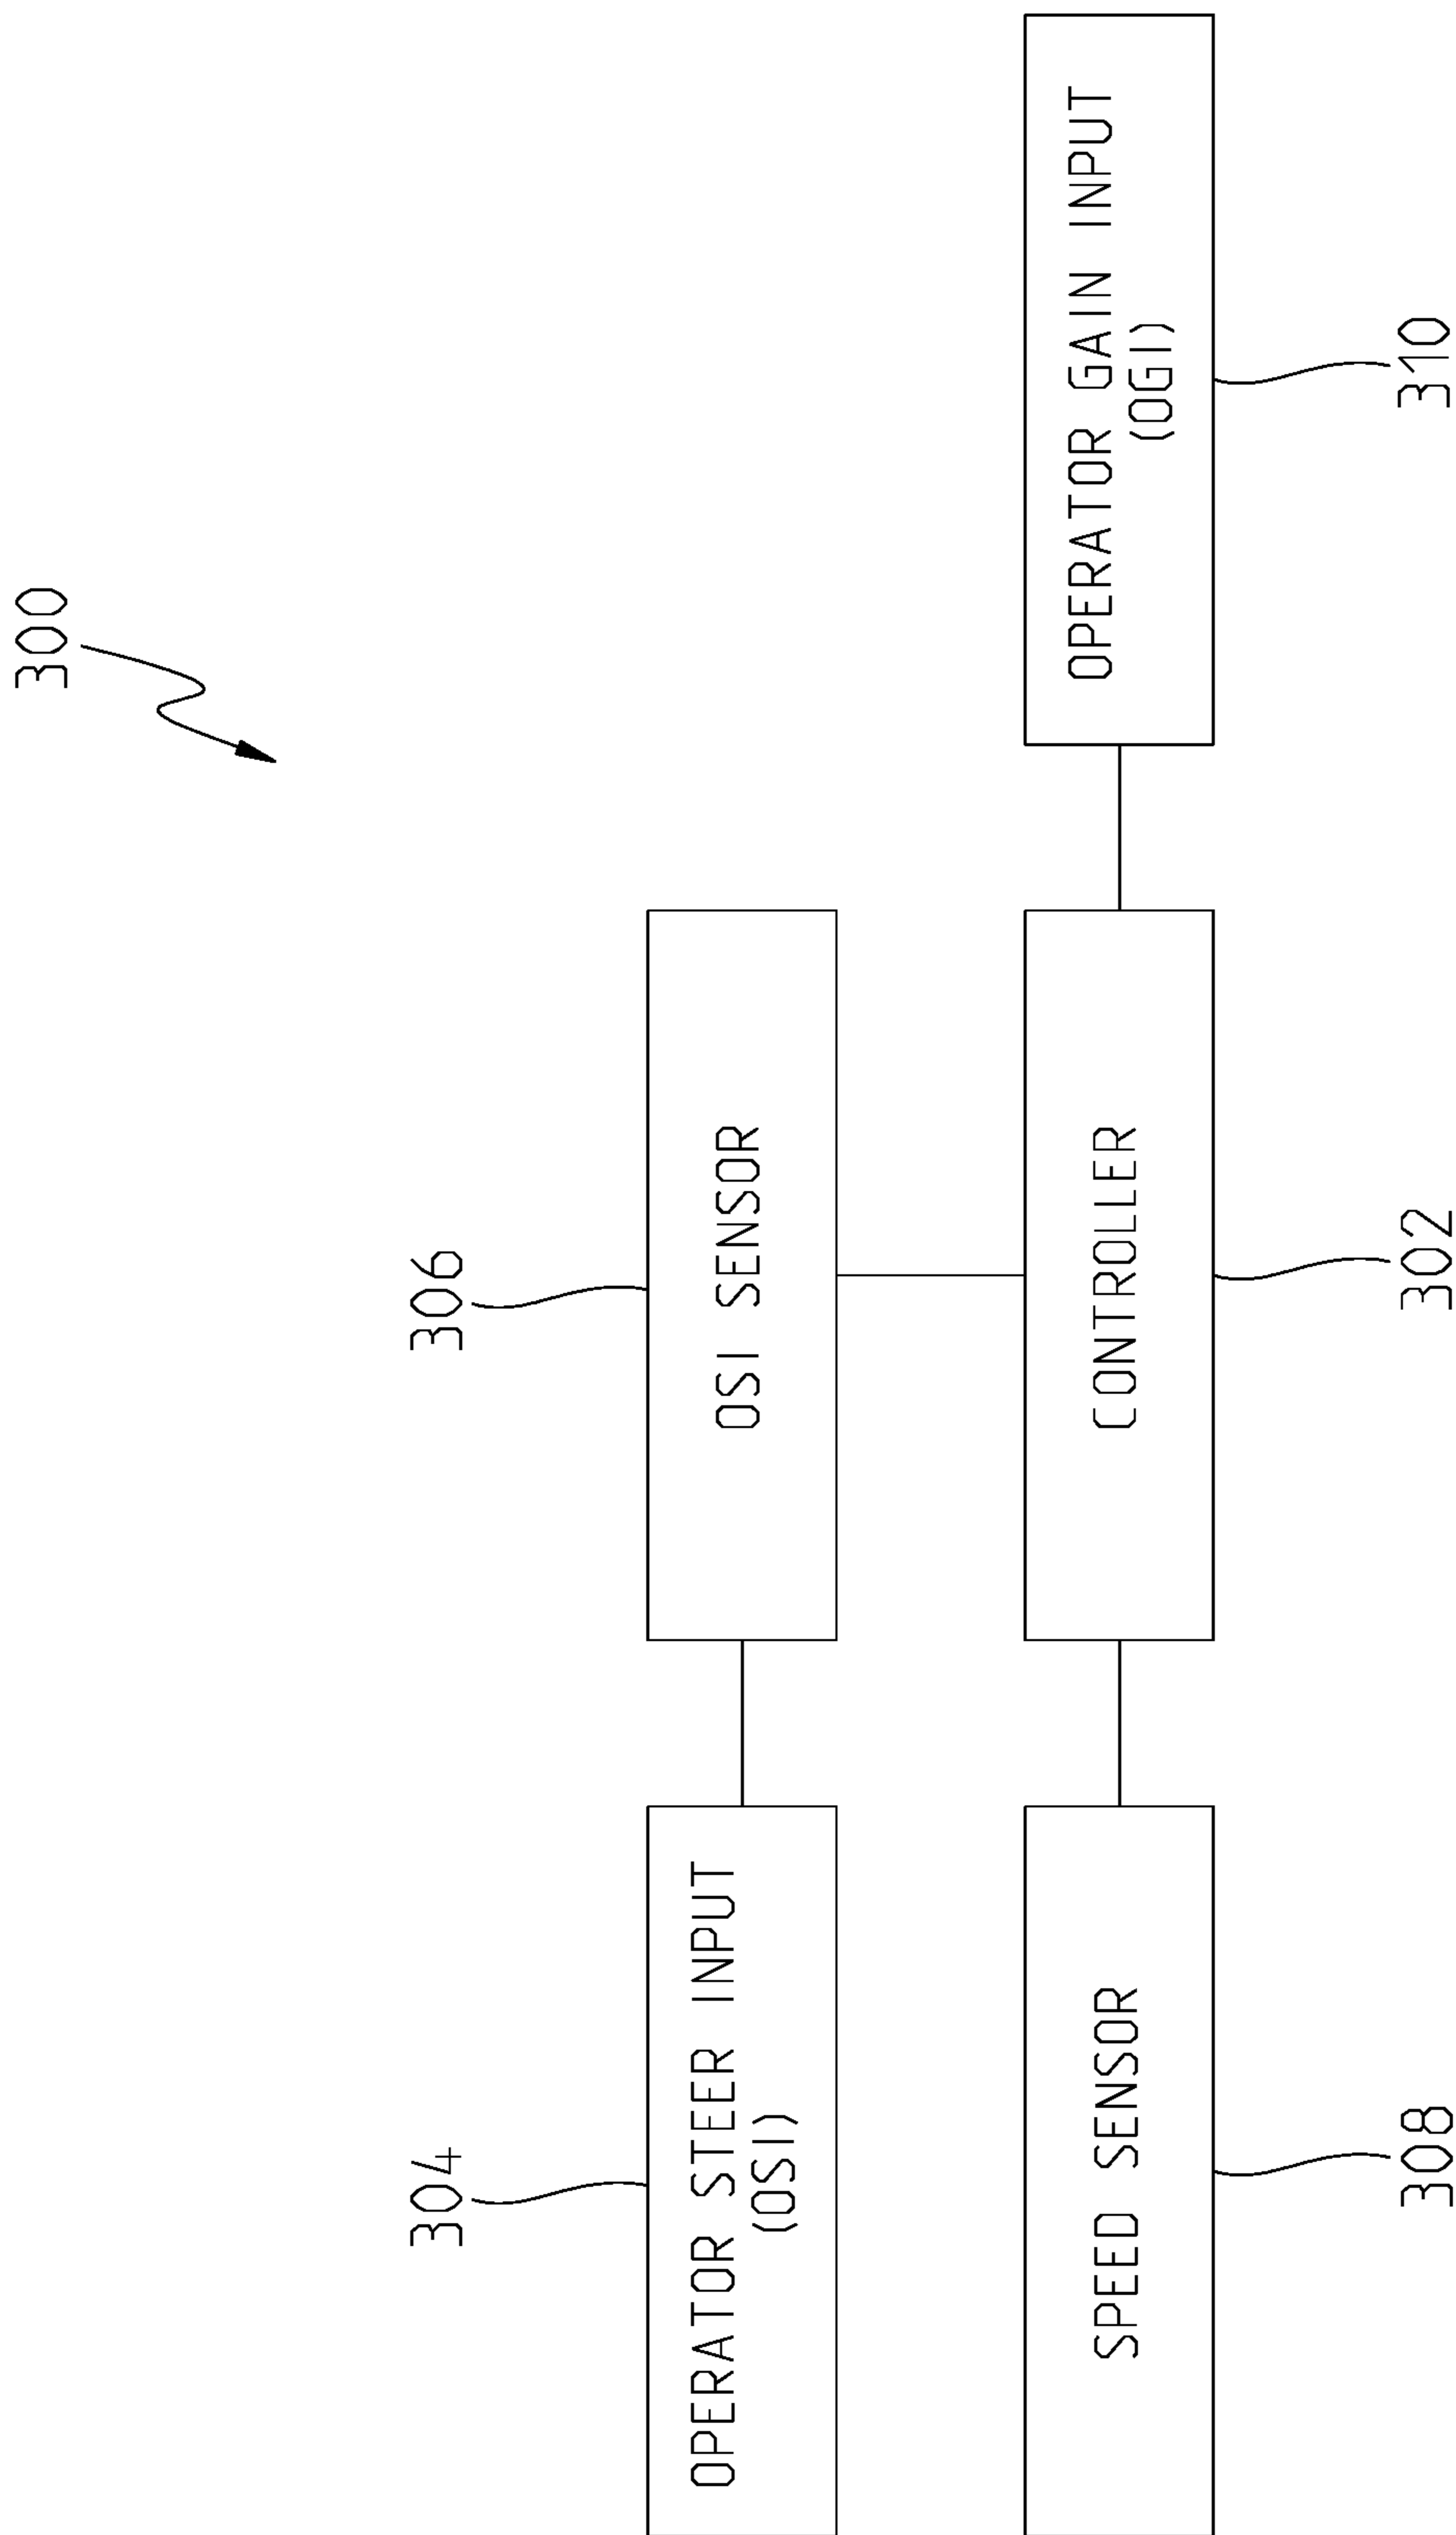 300
304
306
OPERATOR STEER INPUT
(OSI)
OSI SENSOR
SPEED SENSOR
CONTROLLER
OPERATOR GAIN INPUT
(OGI)
308
302
310